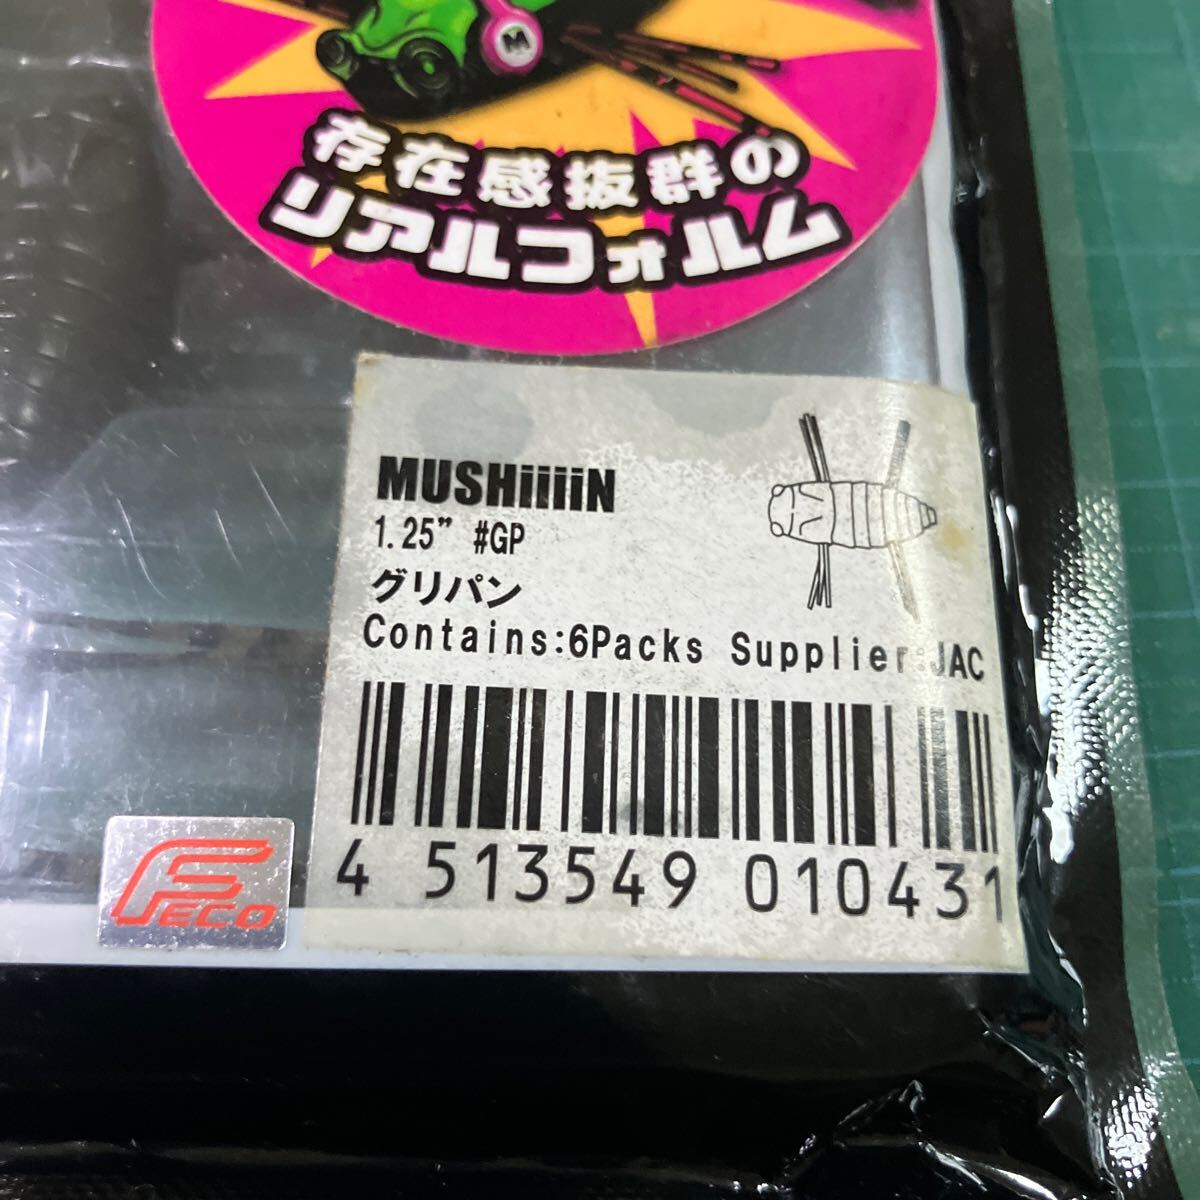 M
存在感抜群の
リアルフォルム
MUSHiiiiN
1.25” #GP
グリパン
Contains:6Packs Supplier:JAC
4 513549 010431
FECO